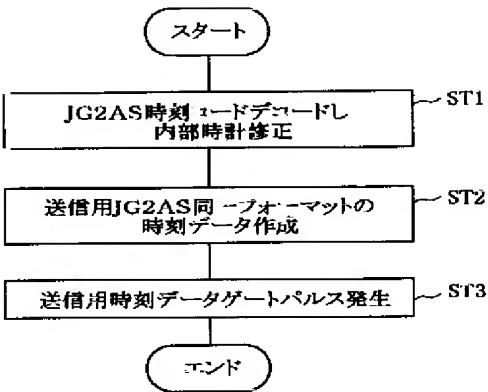 スタート
JG2AS時刻コードデコードし
内部時計修正
ST1
送信用JG2AS同一フォーマットの
時刻データ作成
ST2
送信用時刻データゲートパルス発生
ST3
エンド